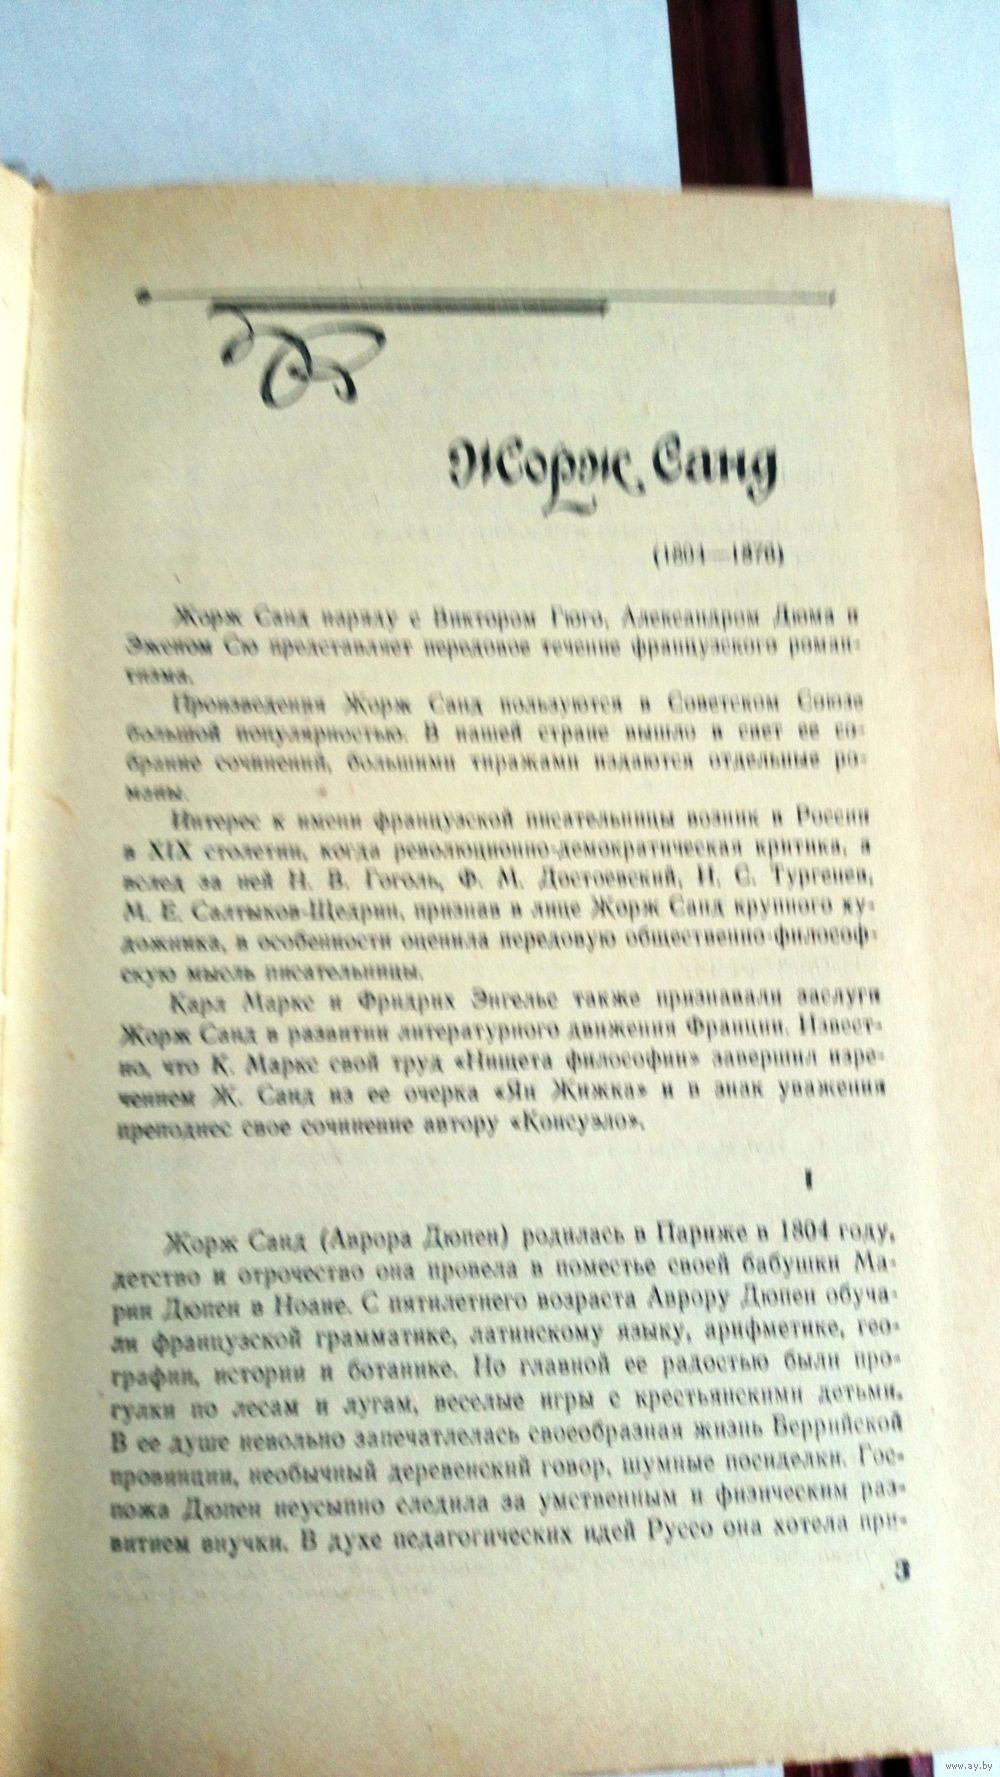 Жорж Санд
(1804—1876)
Жорж Санд наряду с Виктором Гюго, Александром Дюма и
Эженом Сю представляет передовое течение французского роман-
тизма.
Произведения Жорж Санд пользуются в Советском Союзе
большой популярностью. В нашей стране вышло в свет ее со-
брание сочинений, большими тиражами издаются отдельные ро-
маны.
Интерес к имени французской писательницы возник в России
в XIX столетии, когда революционно-демократическая критика, а
вслед за ней Н. В. Гоголь, Ф. М. Достоевский, И. С. Тургенев,
М. Е. Салтыков-Щедрин, признав в лице Жорж Санд крупного ху-
дожника, в особенности оценила передовую общественно-философ-
скую мысль писательницы.
Карл Маркс и Фридрих Энгельс также признавали заслуги
Жорж Санд в развитии литературного движения Франции. Извест-
но, что К. Маркс свой труд «Нищета философии» завершил изре-
чением Ж. Санд из ее очерка «Ян Жижка» и в знак уважения
преподнес свое сочинение автору «Консуэло».
I
Жорж Санд (Аврора Дюпен) родилась в Париже в 1804 году,
детство и отрочество она провела в поместье своей бабушки Ма-
рии Дюпен в Ноане. С пятилетнего возраста Аврору Дюпен обуча-
ли французской грамматике, латинскому языку, арифметике, гео-
графии, истории и ботанике. Но главной ее радостью были про-
гулки по лесам и лугам, веселые игры с крестьянскими детьми.
В ее душе невольно запечатлелась своеобразная жизнь Беррийской
провинции, необычный деревенский говор, шумные посиделки. Гос-
пожа Дюпен неусыпно следила за умственным и физическим раз-
витием внучки. В духе педагогических идей Руссо она хотела при-
3
www.ay.by